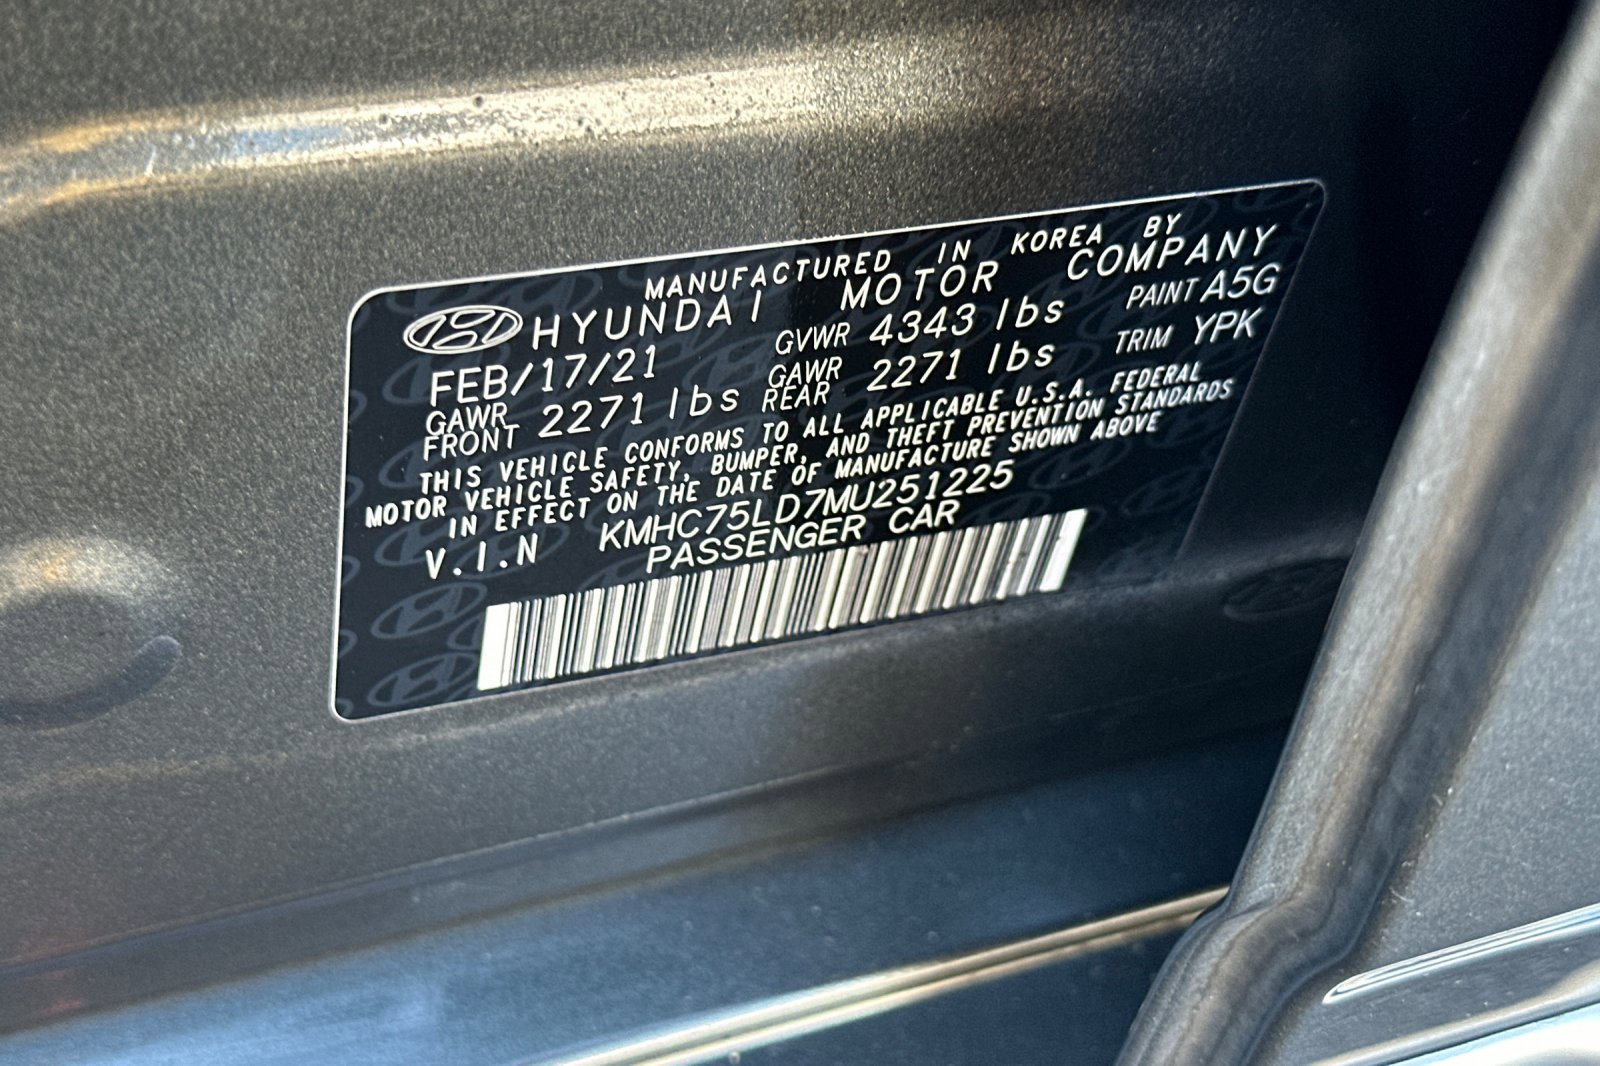 MANUFACTURED IN KOREA BY
HYUNDAI MOTOR COMPANY
FEB/17/21 GVWR 4343 lbs PAINT A5G
GAWR FRONT 2271 lbs GAWR REAR 2271 lbs TRIM YPK
THIS VEHICLE CONFORMS TO ALL APPLICABLE U.S.A. FEDERAL
MOTOR VEHICLE SAFETY, BUMPER, AND THEFT PREVENTION STANDARDS
IN EFFECT ON THE DATE OF MANUFACTURE SHOWN ABOVE
V.I.N KMHC75LD7MU251225
PASSENGER CAR